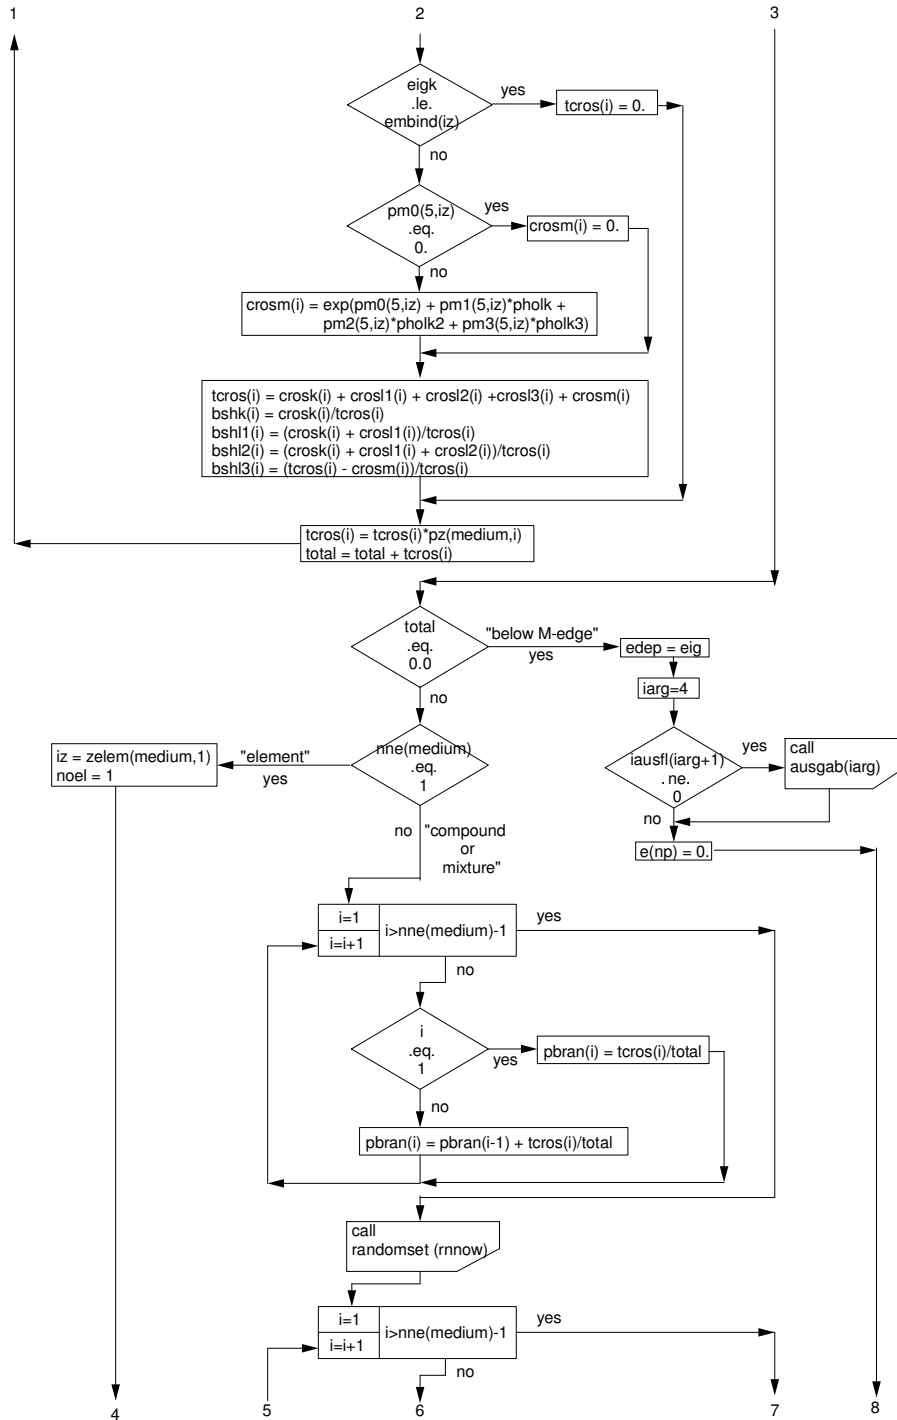 1
2
3
eigk
.le.
embind(iz)
yes
tcros(i) = 0.
no
pm0(5,iz)
.eq.
0.
yes
crosm(i) = 0.
no
crosm(i) = exp(pm0(5,iz) + pm1(5,iz)*pholk +
pm2(5,iz)*pholk2 + pm3(5,iz)*pholk3)
tcros(i) = crosk(i) + crosl1(i) + crosl2(i) +crosl3(i) + crosm(i)
bshk(i) = crosk(i)/tcros(i)
bshl1(i) = (crosk(i) + crosl1(i))/tcros(i)
bshl2(i) = (crosk(i) + crosl1(i) + crosl2(i))/tcros(i)
bshl3(i) = (tcros(i) - crosm(i))/tcros(i)
tcros(i) = tcros(i)*pz(medium,i)
total = total + tcros(i)
total
.eq.
0.0
"below M-edge"
yes
edep = eig
iarg=4
no
nne(medium)
.eq.
1
"element"
yes
iz = zelem(medium,1)
noel = 1
iausfl(iarg+1)
.ne.
0
yes
call
ausgab(iarg)
no
e(np) = 0.
no "compound
or
mixture"
i=1
i=i+1
i>nne(medium)-1
yes
no
i
.eq.
1
yes
pbran(i) = tcros(i)/total
no
pbran(i) = pbran(i-1) + tcros(i)/total
call
randomset (rnnow)
i=1
i=i+1
i>nne(medium)-1
yes
no
4
5
6
7
8